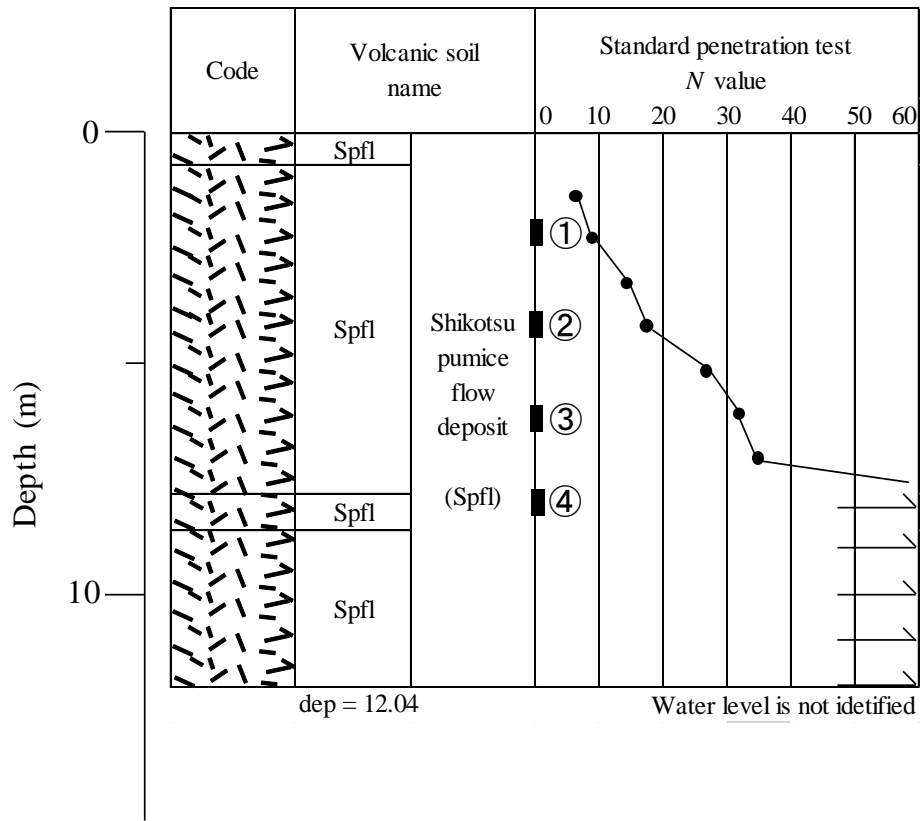 Code
Volcanic soil
name
Standard penetration test
N value
0 10 20 30 40 50 60
0
10
Depth (m)
Spfl
Spfl
Spfl
Spfl
Shikotsu
pumice
flow
deposit
(Spfl)
①
②
③
④
dep = 12.04
Water level is not idetified